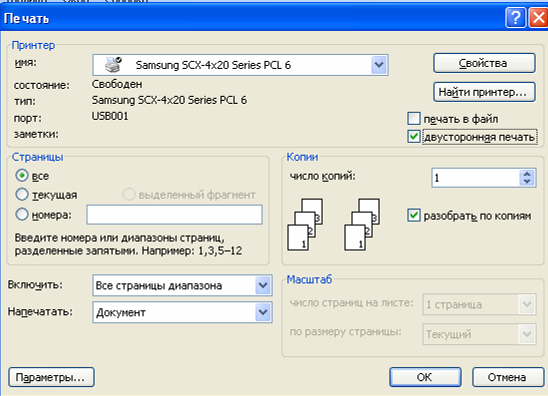 Печать
Принтер
имя: Samsung SCX-4x20 Series PCL 6
Свойства
состояние: Свободен
тип: Samsung SCX-4x20 Series PCL 6
Найти принтер...
порт: USB001
заметки:
печать в файл
двусторонняя печать
Страницы
все
текущая выделенный фрагмент
номера:
Введите номера или диапазоны страниц,
разделенные запятыми. Например: 1,3,5–12
Копии
число копий: 1
3 3
2 2
1 1
разобрать по копиям
Включить: Все страницы диапазона
Напечатать: Документ
Масштаб
число страниц на листе: 1 страница
по размеру страницы: Текущий
Параметры...
ОК
Отмена